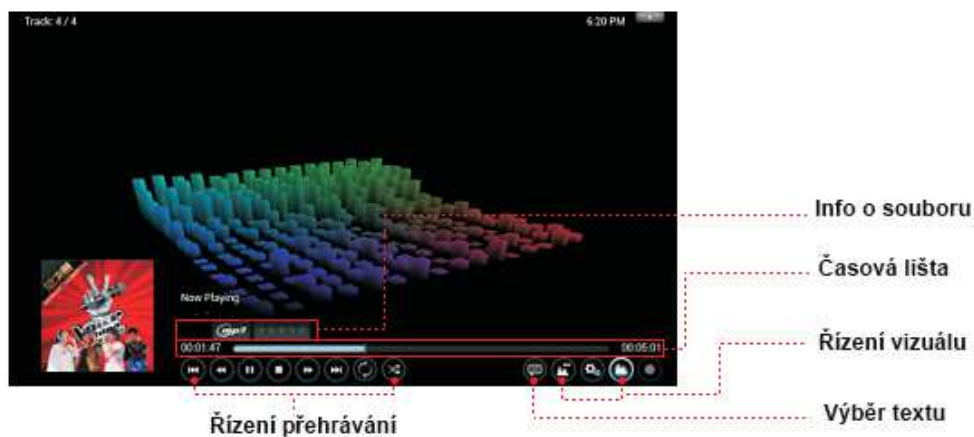 Track: 4 / 4
6:20 PM
Info o souboru
Časová lišta
Now Playing
mp3
00:01:47
00:05:01
Řízení vizuálu
Výběr textu
Řízení přehrávání